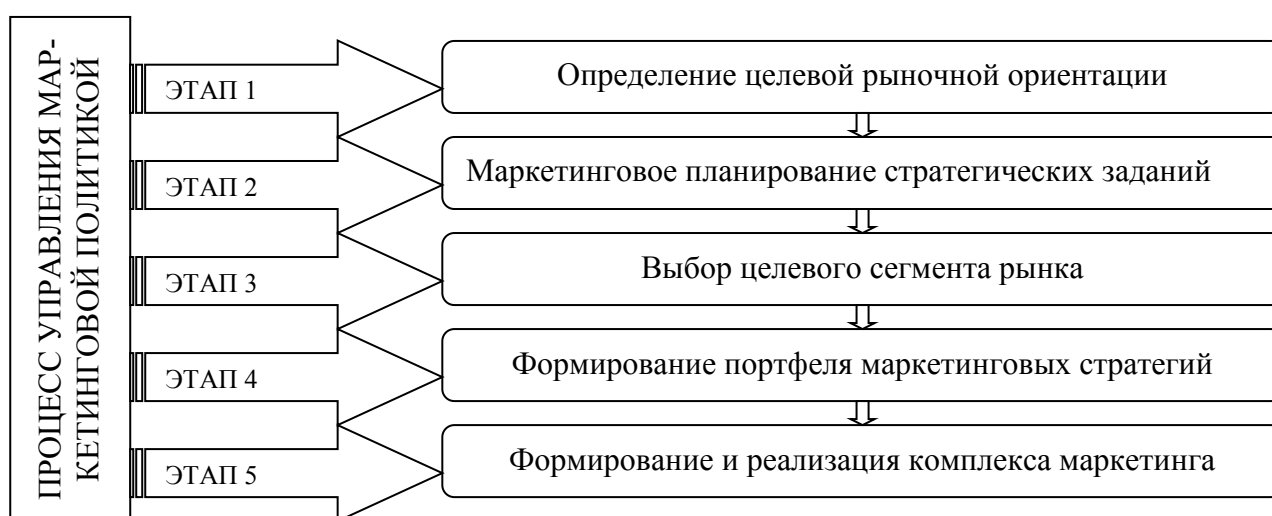 ПРОЦЕСС УПРАВЛЕНИЯ МАР-
КЕТИНГОВОЙ ПОЛИТИКОЙ
ЭТАП 1
Определение целевой рыночной ориентации
ЭТАП 2
Маркетинговое планирование стратегических заданий
ЭТАП 3
Выбор целевого сегмента рынка
ЭТАП 4
Формирование портфеля маркетинговых стратегий
ЭТАП 5
Формирование и реализация комплекса маркетинга